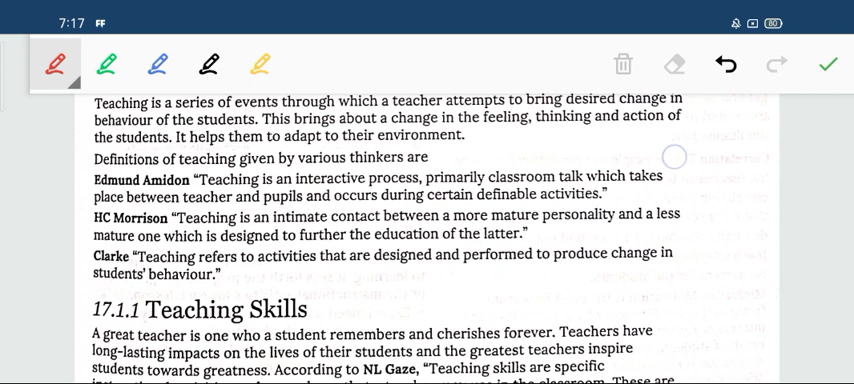 7:17 FF 80
Teaching is a series of events through which a teacher attempts to bring desired change in
behaviour of the students. This brings about a change in the feeling, thinking and action of
the students. It helps them to adapt to their environment.
Definitions of teaching given by various thinkers are
Edmund Amidon “Teaching is an interactive process, primarily classroom talk which takes
place between teacher and pupils and occurs during certain definable activities.”
HC Morrison “Teaching is an intimate contact between a more mature personality and a less
mature one which is designed to further the education of the latter.”
Clarke “Teaching refers to activities that are designed and performed to produce change in
students’ behaviour.”
17.1.1 Teaching Skills
A great teacher is one who a student remembers and cherishes forever. Teachers have
long-lasting impacts on the lives of their students and the greatest teachers inspire
students towards greatness. According to NL Gaze, “Teaching skills are specific